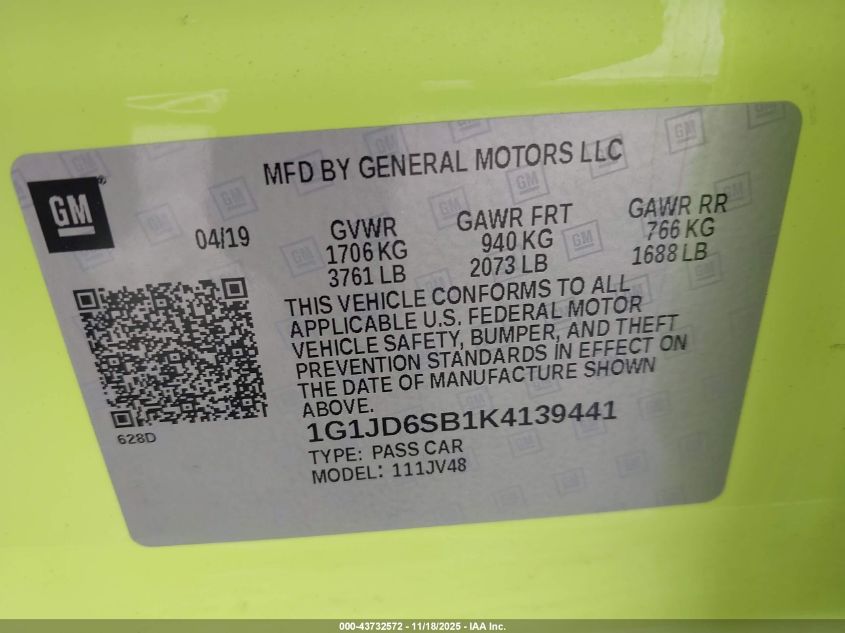 MFD BY GENERAL MOTORS LLC
GM
®
04/19
GVWR
1706 KG
3761 LB
GAWR FRT
940 KG
2073 LB
GAWR RR
766 KG
1688 LB
THIS VEHICLE CONFORMS TO ALL
APPLICABLE U.S. FEDERAL MOTOR
VEHICLE SAFETY, BUMPER, AND THEFT
PREVENTION STANDARDS IN EFFECT ON
THE DATE OF MANUFACTURE SHOWN
ABOVE.
628D
1G1JD6SB1K4139441
TYPE: PASS CAR
MODEL: 111JV48
000-43732572 - 11/18/2025 - IAA Inc.